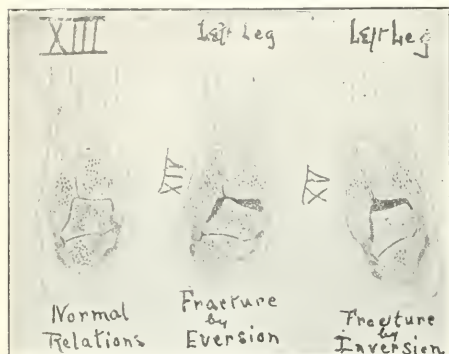 XIII
Left Leg
Left Leg
XIV
XV
Normal
Relations
Fracture
by
Eversion
Fracture
by
Inversion